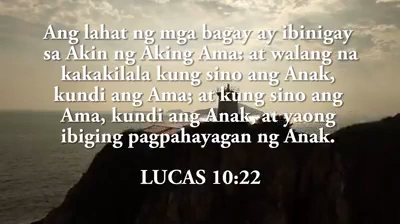 Ang lahat ng mga bagay ay ibinigay
sa Akin ng Aking Ama: at walang na
kakakilala kung sino ang Anak,
kundi ang Ama; at kung sino ang
Ama, kundi ang Anak, at yaong
ibiging pagpahayagan ng Anak.
LUCAS 10:22